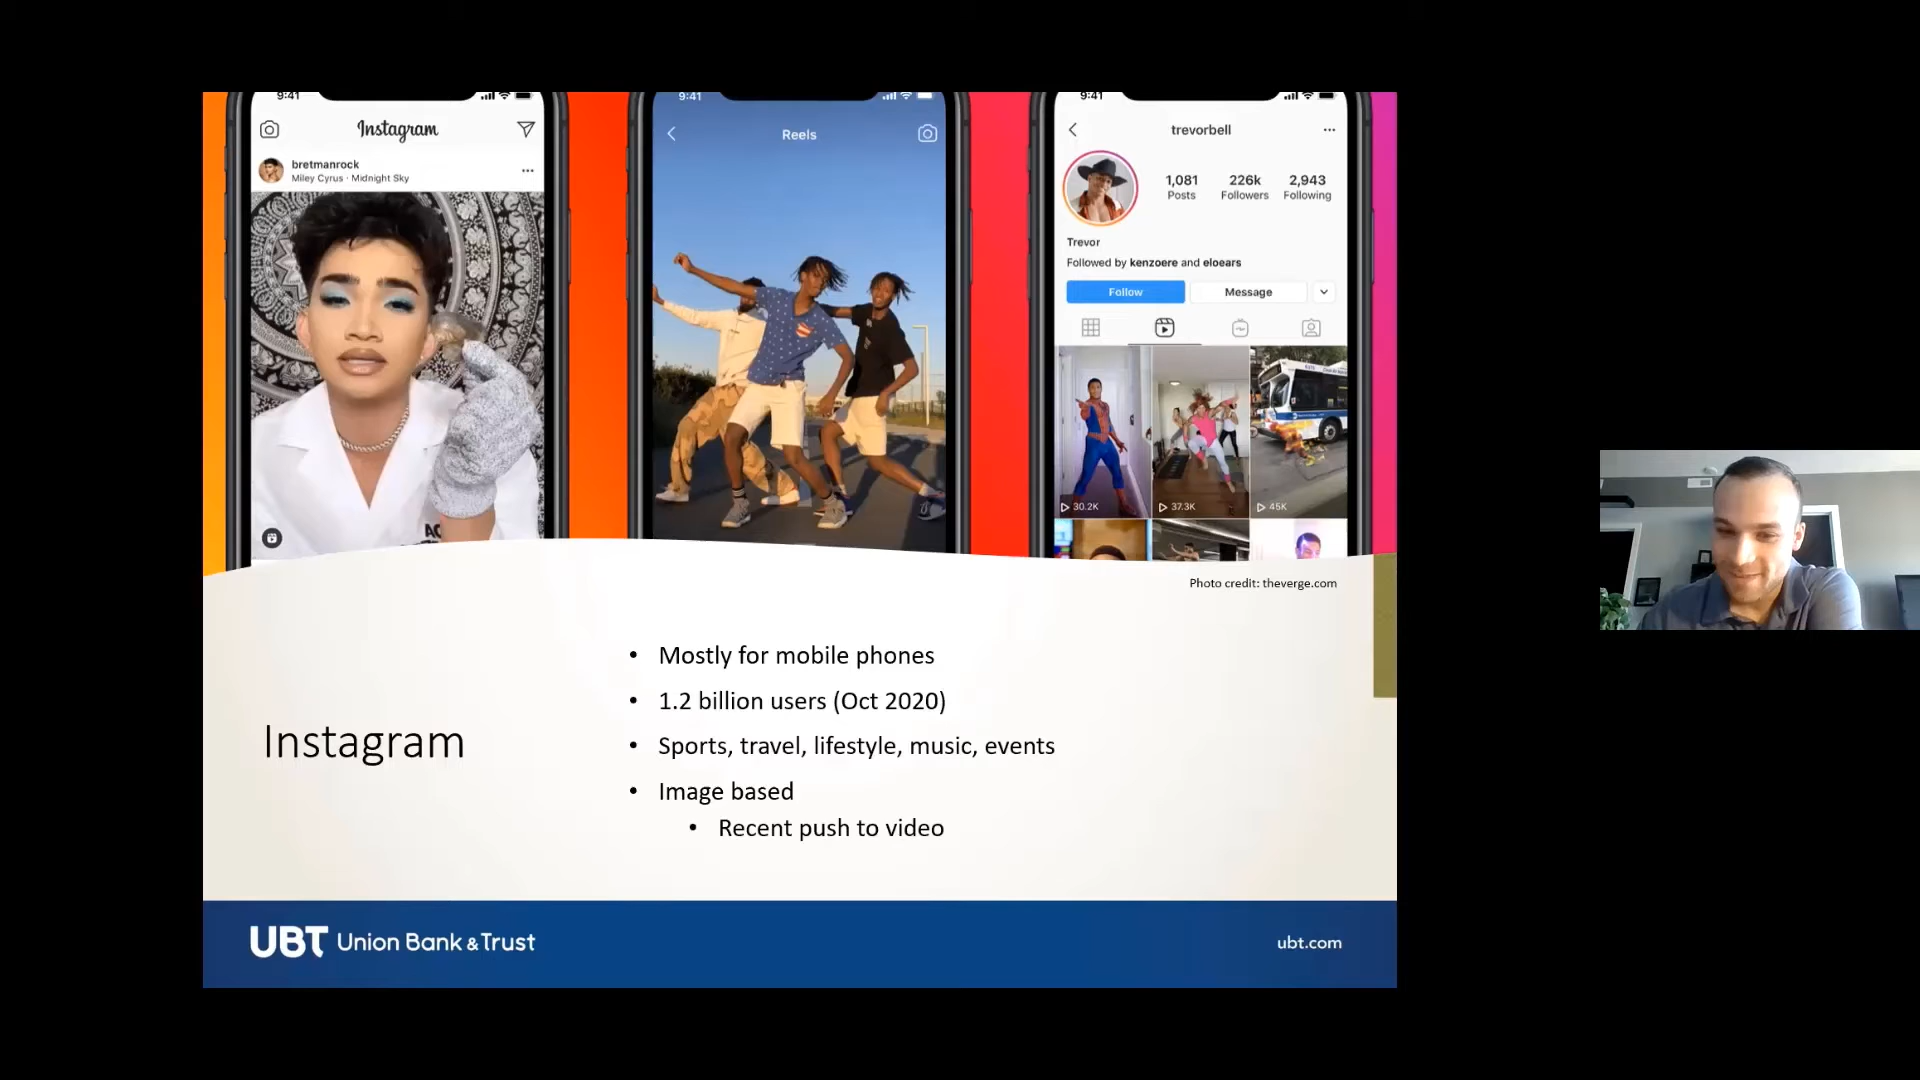 9:41
Instagram
bretmanrock
Miley Cyrus · Midnight Sky
9:41
Reels
9:41
trevorbell
1,081 226k 2,943
Posts Followers Following
Trevor
Followed by kenzoere and eloears
Follow Message
30.2K 37.3K 45K
Photo credit: theverge.com
Instagram
• Mostly for mobile phones
• 1.2 billion users (Oct 2020)
• Sports, travel, lifestyle, music, events
• Image based
• Recent push to video
UBT Union Bank & Trust
ubt.com